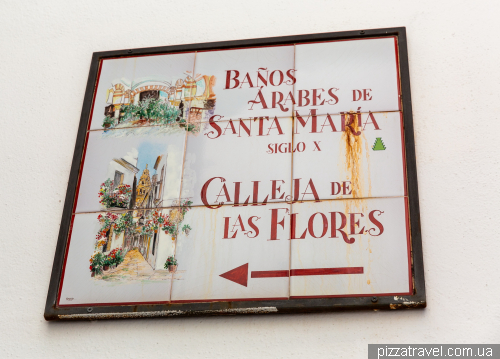 BAÑOS
ÁRABES DE
SANTA MARÍA
SIGLO X
CALLEJA DE
LAS FLORES
pizzatravel.com.ua